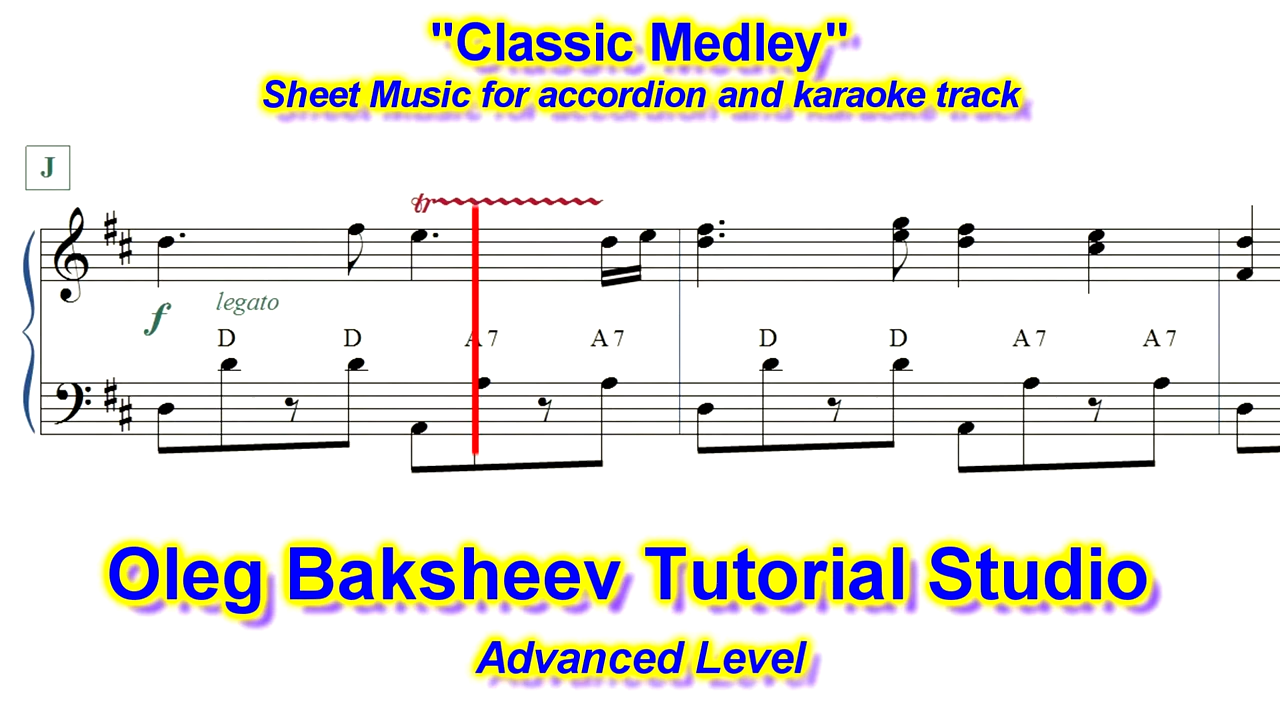 "Classic Medley"
Sheet Music for accordion and karaoke track
J
tr
f legato
D D A 7 A 7 D D A 7 A 7
Oleg Baksheev Tutorial Studio
Advanced Level